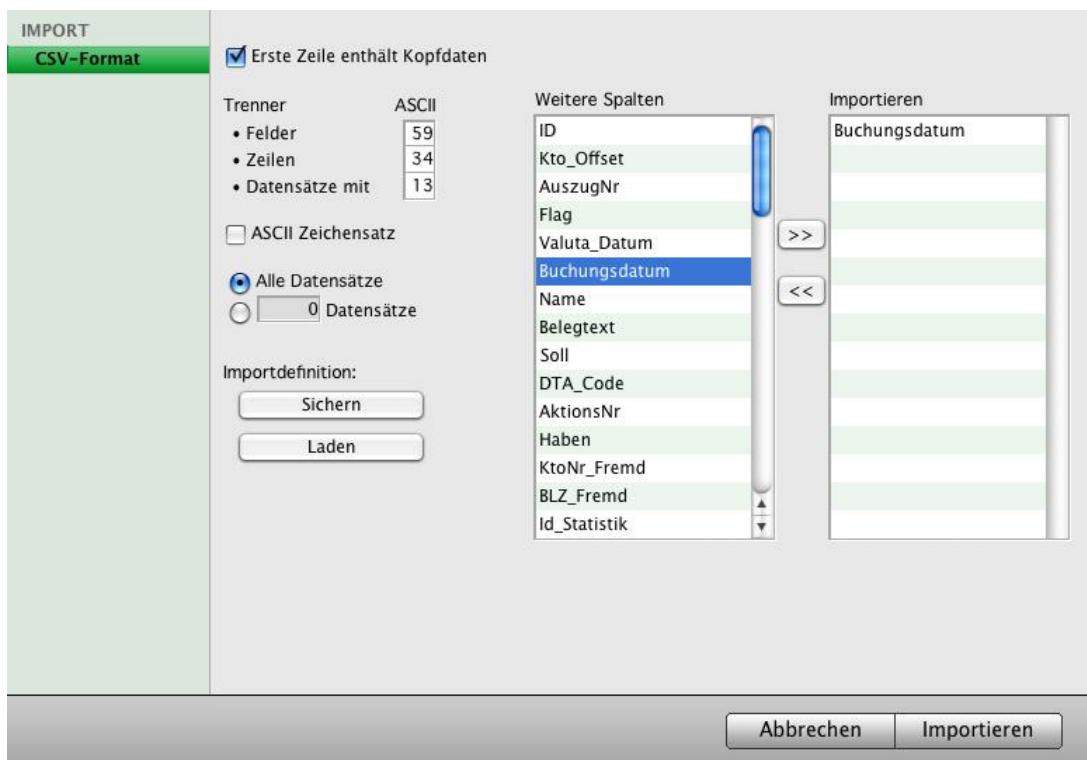 IMPORT
CSV-Format
Erste Zeile enthält Kopfdaten
Trenner ASCII
• Felder 59
• Zeilen 34
• Datensätze mit 13
ASCII Zeichensatz
Alle Datensätze
0 Datensätze
Importdefinition:
Sichern
Laden
Weitere Spalten
ID
Kto_Offset
AuszugNr
Flag
Valuta_Datum
Buchungsdatum
Name
Belegtext
Soll
DTA_Code
AktionsNr
Haben
KtoNr_Fremd
BLZ_Fremd
Id_Statistik
>>
<<
Importieren
Buchungsdatum
Abbrechen
Importieren